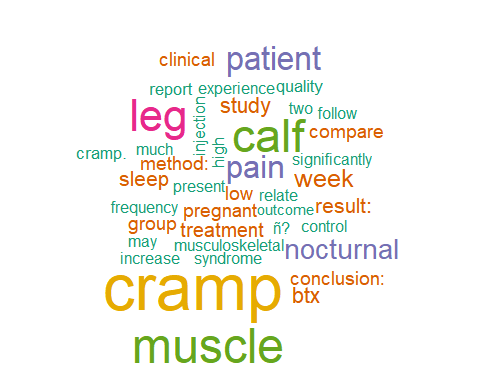 clinical patient
report experience quality
leg injection study two follow
calf compare
cramp. much high
method: pain significantly
sleep present week
low relate
frequency pregnant outcome result:
group treatment ñ? control
may musculoskeletal nocturnal
increase syndrome
cramp conclusion:
btx
muscle